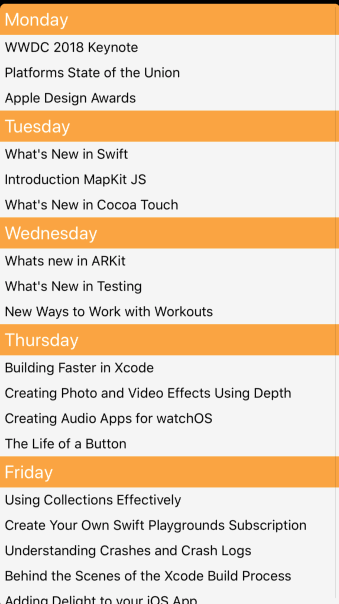 Monday
WWDC 2018 Keynote
Platforms State of the Union
Apple Design Awards
Tuesday
What's New in Swift
Introduction MapKit JS
What's New in Cocoa Touch
Wednesday
Whats new in ARKit
What's New in Testing
New Ways to Work with Workouts
Thursday
Building Faster in Xcode
Creating Photo and Video Effects Using Depth
Creating Audio Apps for watchOS
The Life of a Button
Friday
Using Collections Effectively
Create Your Own Swift Playgrounds Subscription
Understanding Crashes and Crash Logs
Behind the Scenes of the Xcode Build Process
Adding Delight to your iOS App